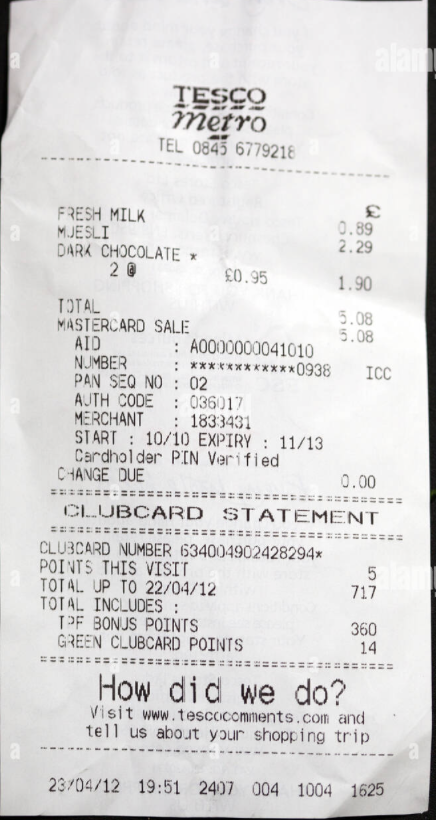 TESCO
metro
TEL 0845 6779218
£
FRESH MILK 0.89
MUESLI 2.29
DARK CHOCOLATE *
2 @ £0.95 1.90
TOTAL 5.08
MASTERCARD SALE 5.08
AID : A0000000041010
NUMBER : ************0938 ICC
PAN SEQ NO : 02
AUTH CODE : 036017
MERCHANT : 1833431
START : 10/10 EXPIRY : 11/13
Cardholder PIN Verified
CHANGE DUE 0.00
CLUBCARD STATEMENT
CLUBCARD NUMBER 634004902428294*
POINTS THIS VISIT 5
TOTAL UP TO 22/04/12 717
TOTAL INCLUDES :
TPF BONUS POINTS 360
GREEN CLUBCARD POINTS 14
How did we do?
Visit www.tescocomments.com and
tell us about your shopping trip
23/04/12 19:51 2407 004 1004 1625